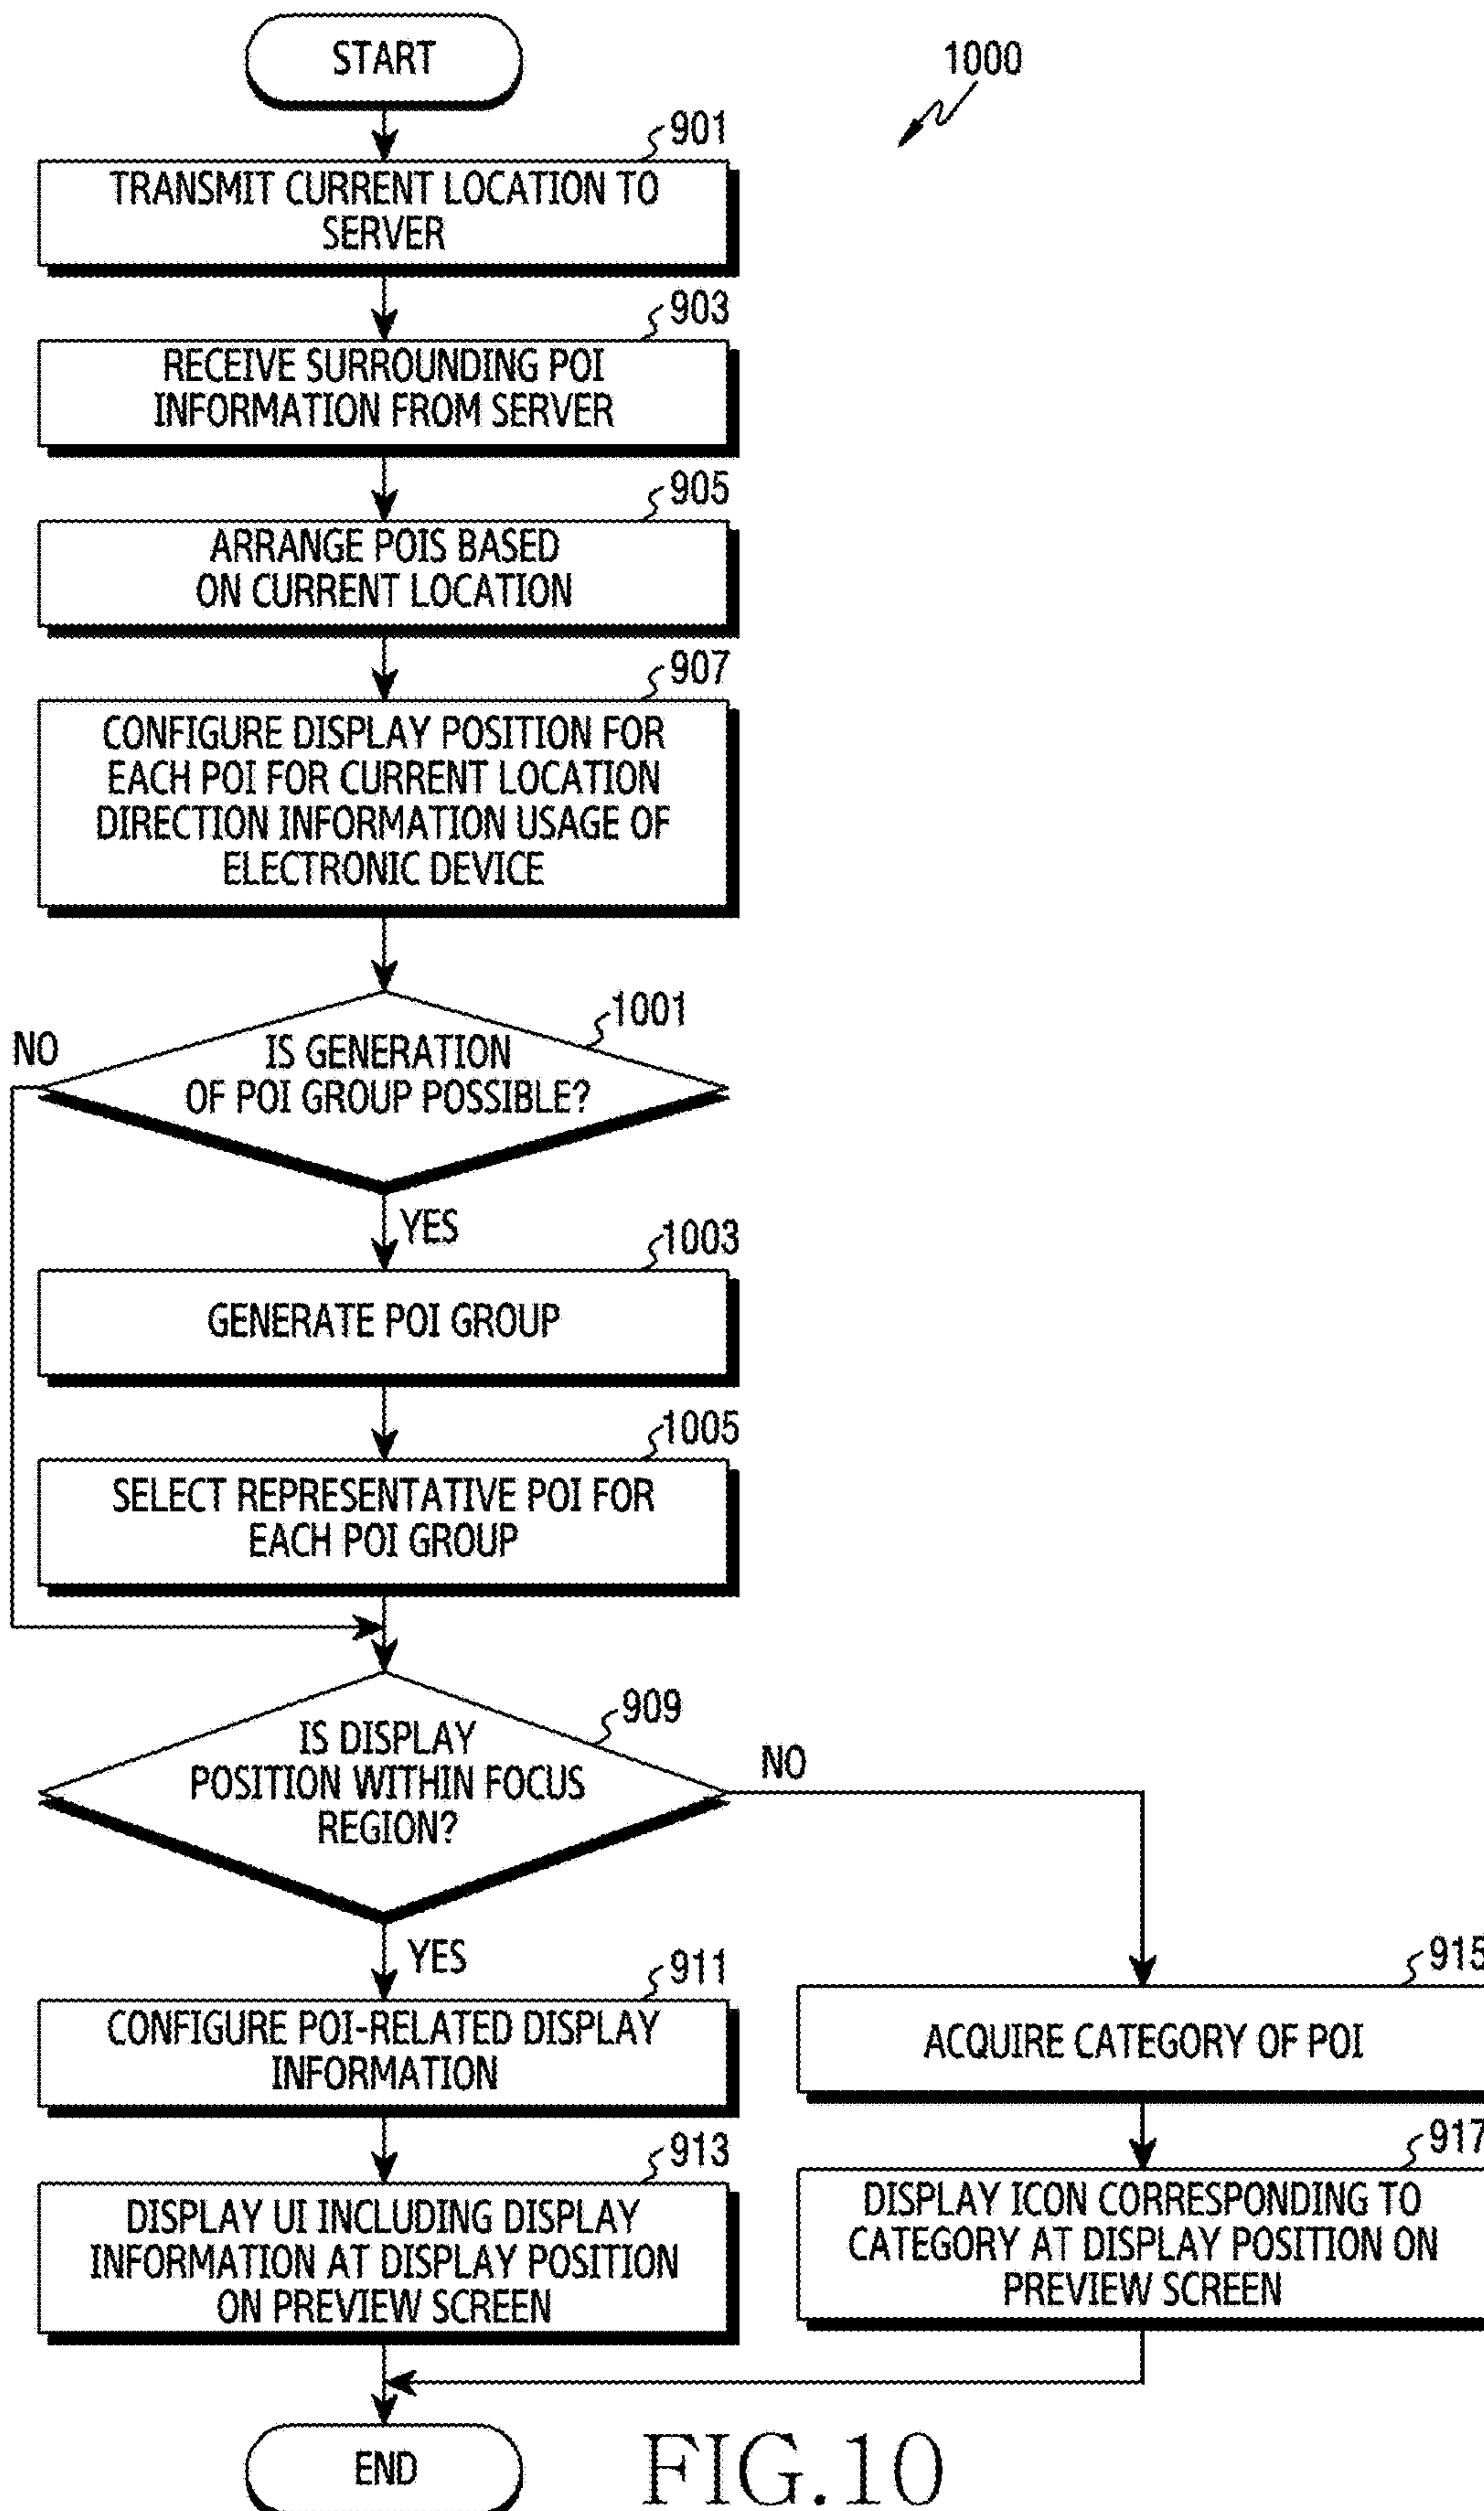 START
1000
901
TRANSMIT CURRENT LOCATION TO
SERVER
903
RECEIVE SURROUNDING POI
INFORMATION FROM SERVER
905
ARRANGE POIS BASED
ON CURRENT LOCATION
907
CONFIGURE DISPLAY POSITION FOR
EACH POI FOR CURRENT LOCATION
DIRECTION INFORMATION USAGE OF
ELECTRONIC DEVICE
1001
NO
IS GENERATION
OF POI GROUP POSSIBLE?
YES
1003
GENERATE POI GROUP
1005
SELECT REPRESENTATIVE POI FOR
EACH POI GROUP
909
IS DISPLAY
POSITION WITHIN FOCUS
REGION?
NO
YES
911
CONFIGURE POI-RELATED DISPLAY
INFORMATION
915
ACQUIRE CATEGORY OF POI
913
DISPLAY UI INCLUDING DISPLAY
INFORMATION AT DISPLAY POSITION
ON PREVIEW SCREEN
917
DISPLAY ICON CORRESPONDING TO
CATEGORY AT DISPLAY POSITION ON
PREVIEW SCREEN
END
FIG.10